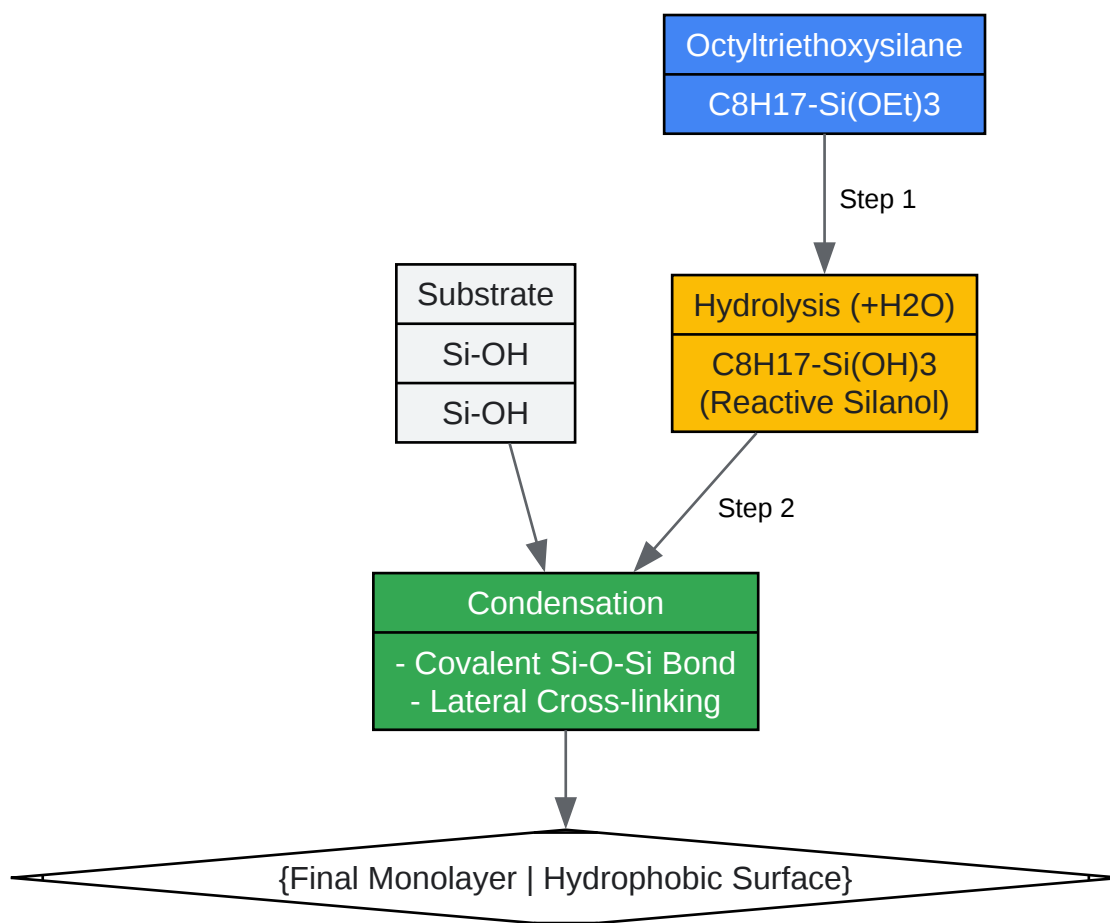 Octyltriethoxysilane
C8H17-Si(OEt)3
Step 1
Substrate
Si-OH
Si-OH
Hydrolysis (+H2O)
C8H17-Si(OH)3
(Reactive Silanol)
Step 2
Condensation
- Covalent Si-O-Si Bond
- Lateral Cross-linking
{Final Monolayer | Hydrophobic Surface}